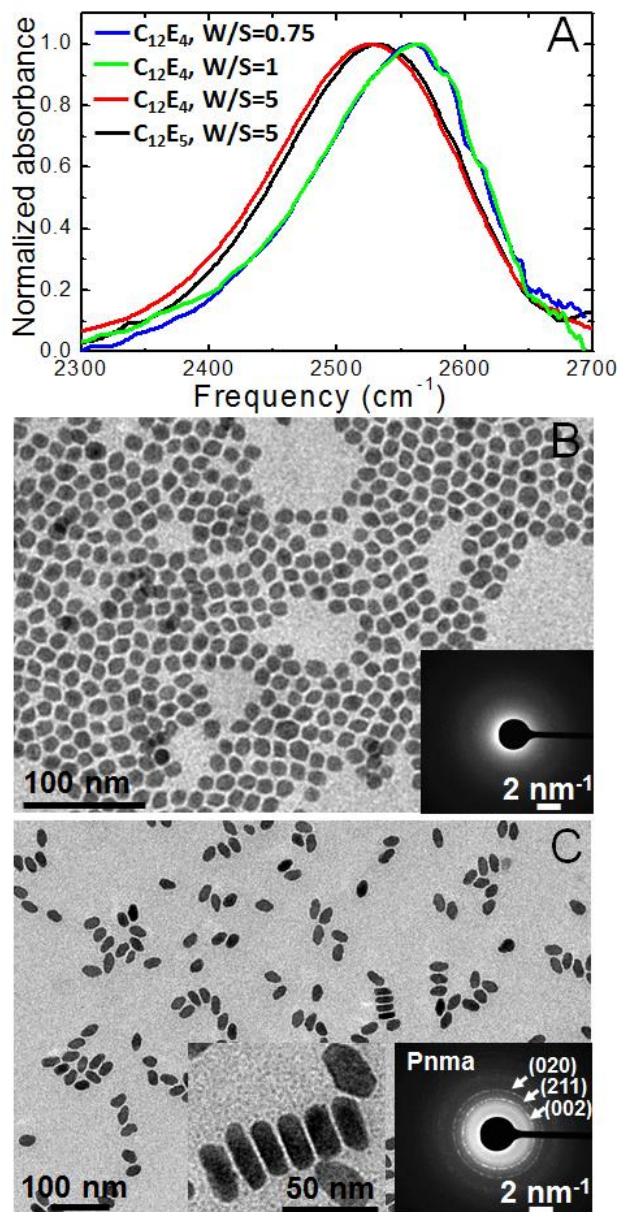 A
C₁₂E₄, W/S=0.75
C₁₂E₄, W/S=1
C₁₂E₄, W/S=5
C₁₂E₅, W/S=5
Normalized absorbance
1.0
0.8
0.6
0.4
0.2
0.0
2300 2400 2500 2600 2700
Frequency (cm⁻¹)
B
100 nm
2 nm⁻¹
C
Pnma
(020)
(211)
(002)
100 nm
50 nm
2 nm⁻¹